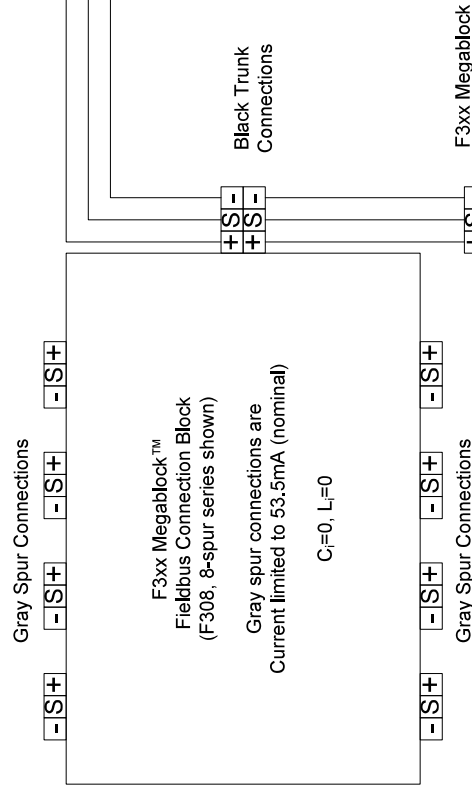 Gray Spur Connections
- S + - S + - S + - S +
F3xx Megablock™
Fieldbus Connection Block
(F308, 8-spur series shown)
Gray spur connections are
Current limited to 53.5mA (nominal)
Cᵢ=0, Lᵢ=0
- S + - S + - S + - S +
Gray Spur Connections
Black Trunk
Connections
+ S -
+ S -
F3xx Megablock